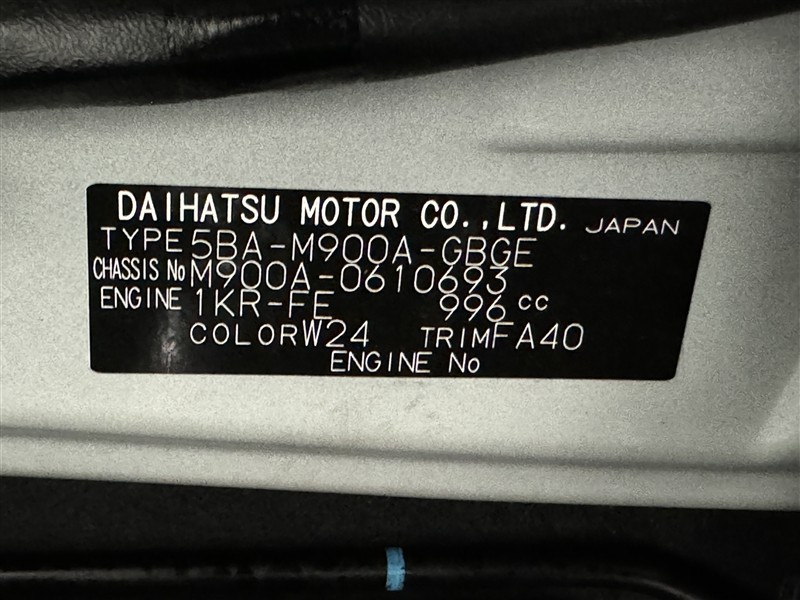 DAIHATSU MOTOR CO.,LTD. JAPAN
TYPE 5BA-M900A-GBGE
CHASSIS No M900A-0610693
ENGINE 1KR-FE 996 cc
COLOR W24 TRIM FA40
ENGINE No